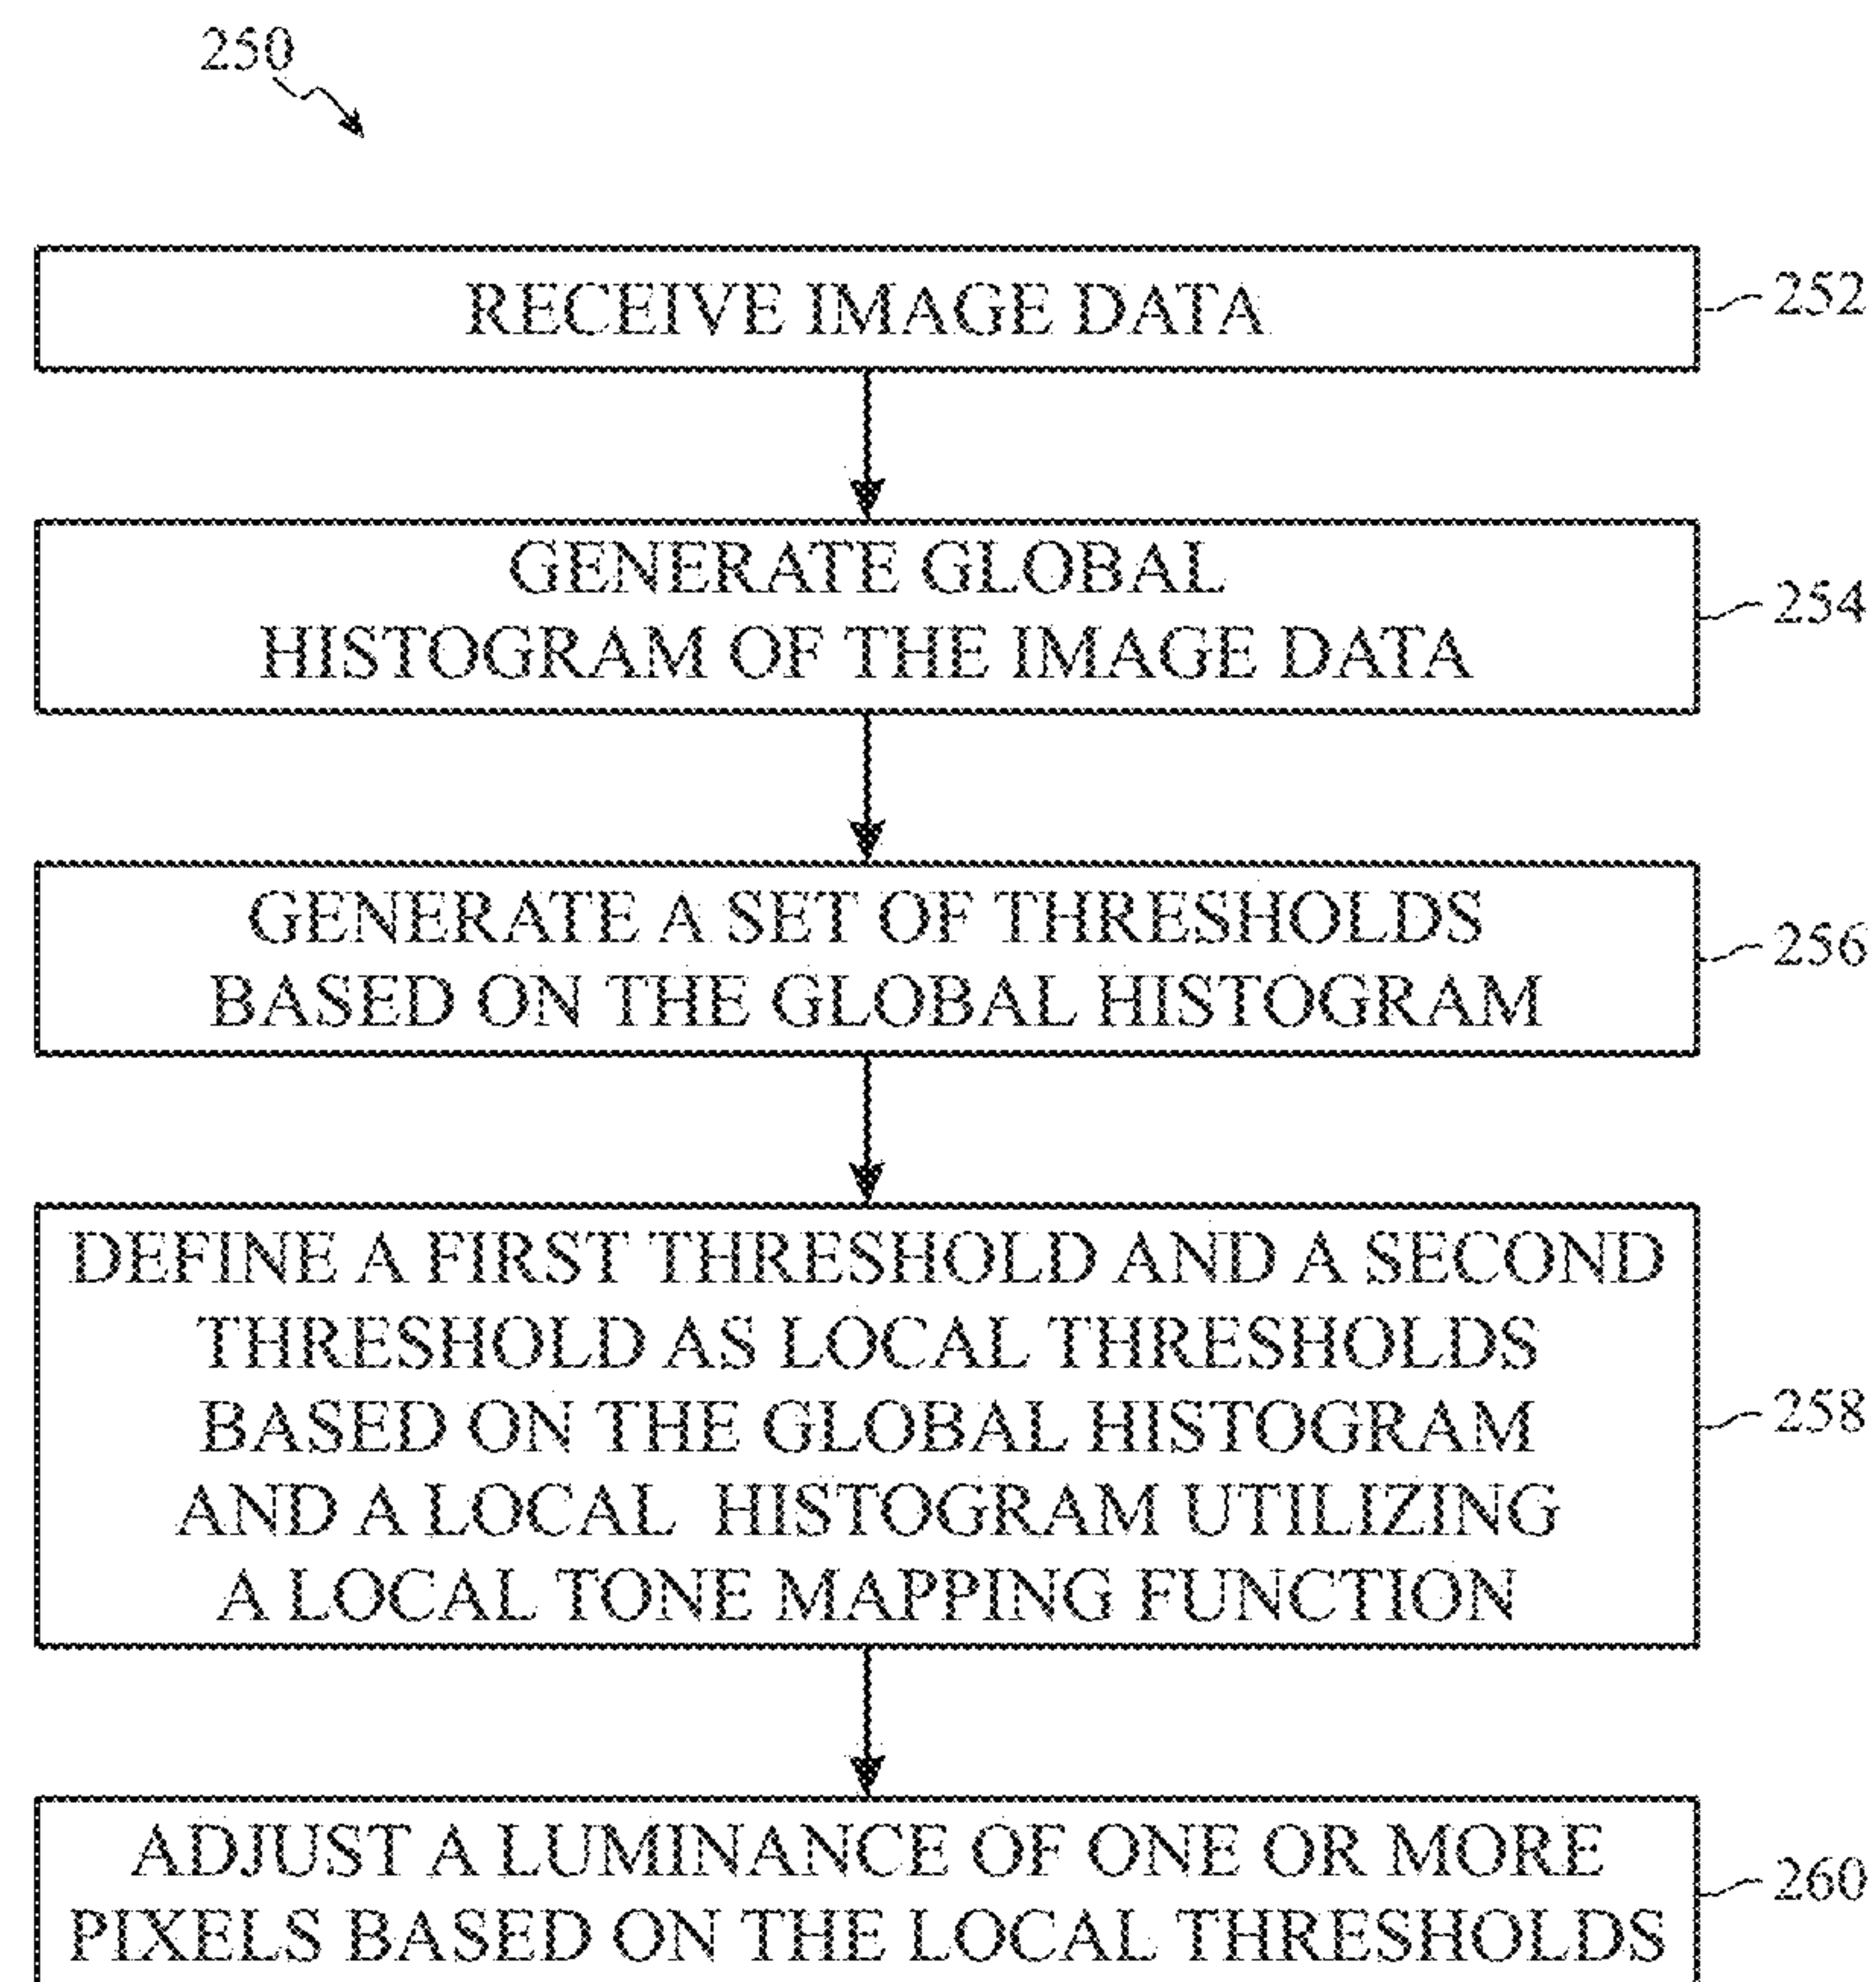 250
RECEIVE IMAGE DATA
252
GENERATE GLOBAL
HISTOGRAM OF THE IMAGE DATA
254
GENERATE A SET OF THRESHOLDS
BASED ON THE GLOBAL HISTOGRAM
256
DEFINE A FIRST THRESHOLD AND A SECOND
THRESHOLD AS LOCAL THRESHOLDS
BASED ON THE GLOBAL HISTOGRAM
AND A LOCAL HISTOGRAM UTILIZING
A LOCAL TONE MAPPING FUNCTION
258
ADJUST A LUMINANCE OF ONE OR MORE
PIXELS BASED ON THE LOCAL THRESHOLDS
260